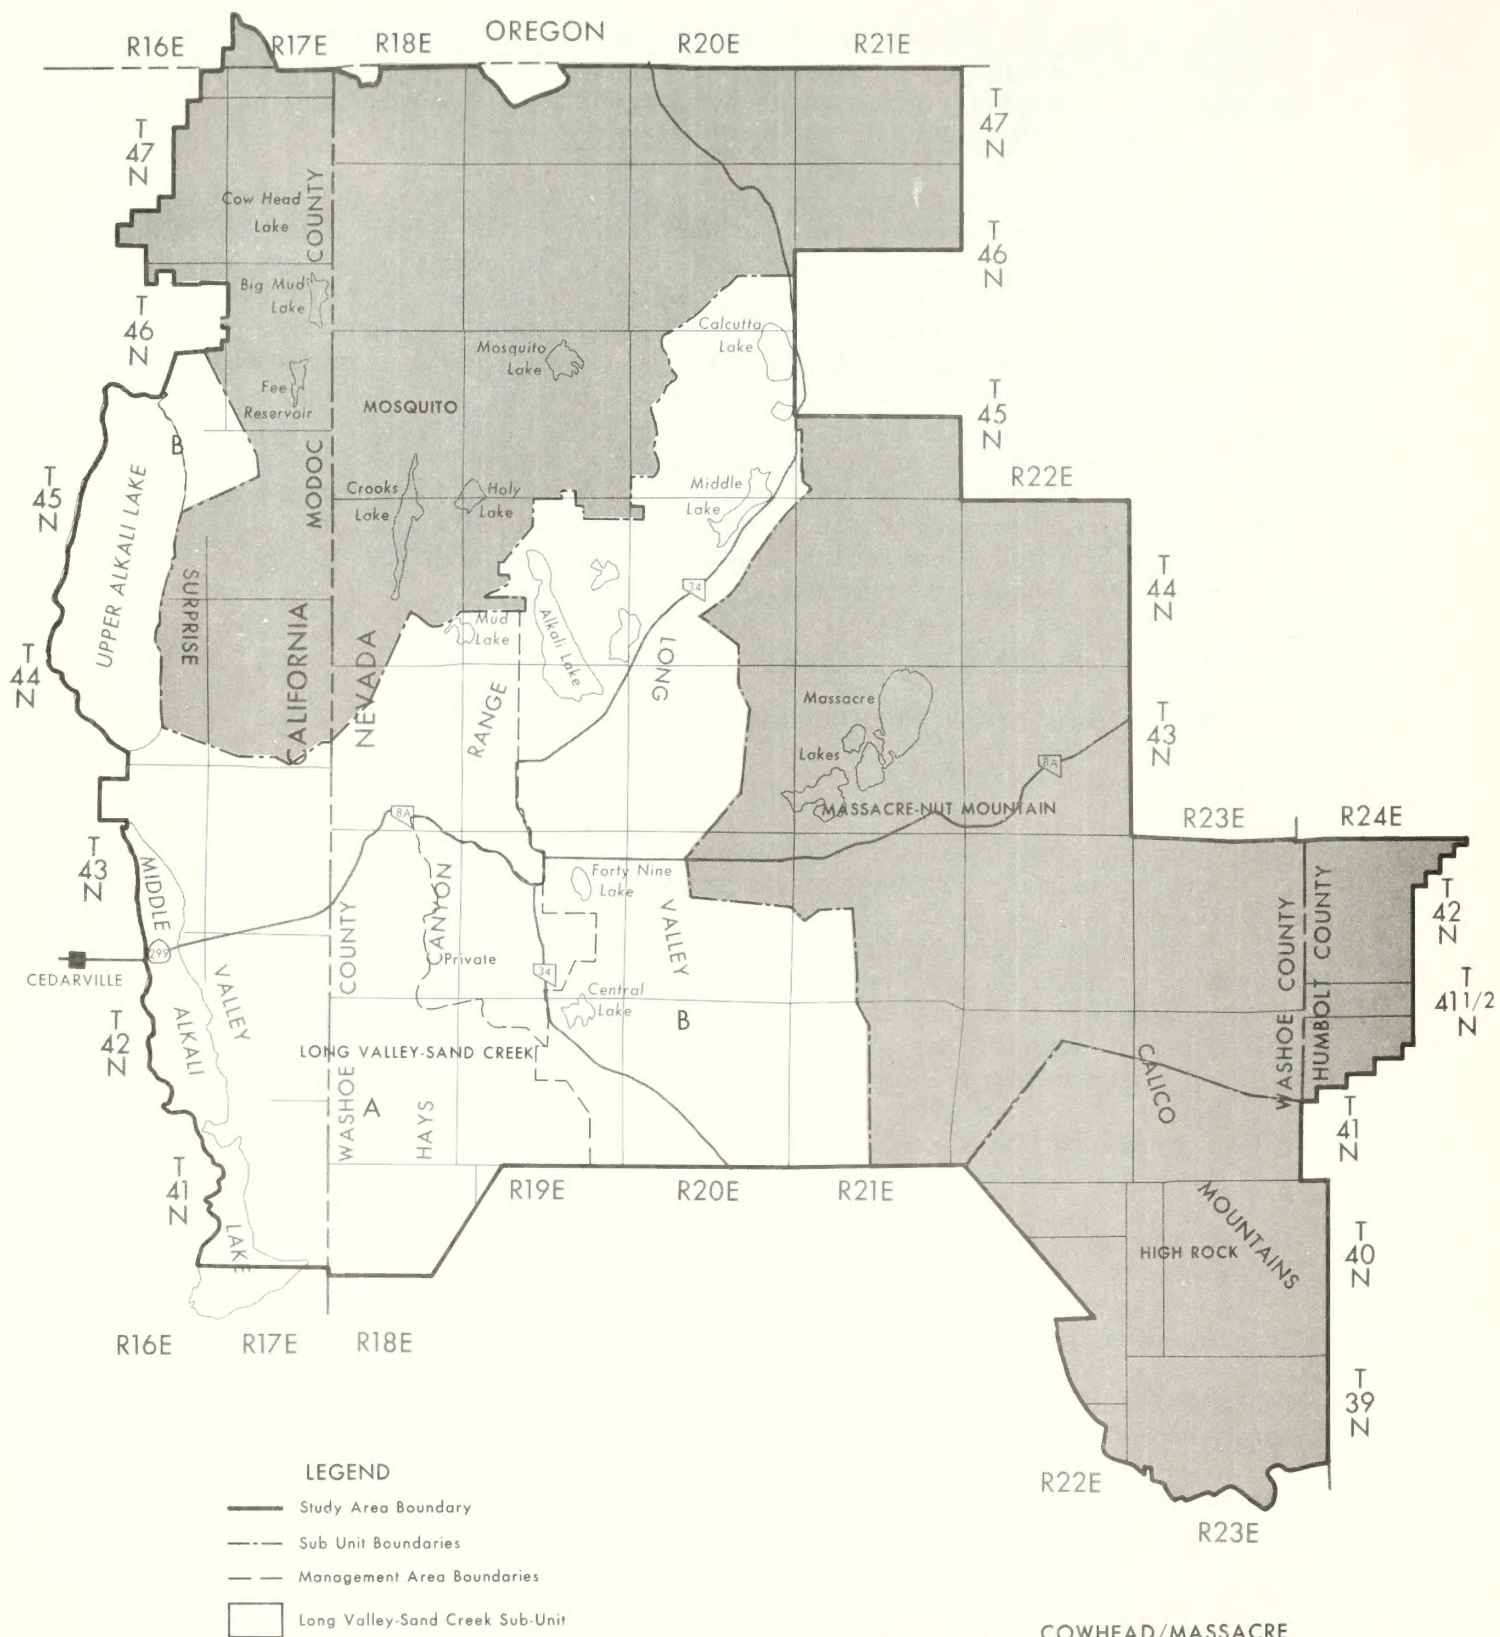 OREGON
R16E
R17E
R18E
R20E
R21E
T
47
N
T
47
N
Cow Head
Lake
COUNTY
T
46
N
Big Mud
Lake
T
46
N
Calcutta
Lake
Mosquito
Lake
Fee
Reservoir
MOSQUITO
T
45
N
B
MODOC
R22E
T
45
N
UPPER ALKALI LAKE
Crooks
Lake
Holy
Lake
Middle
Lake
SURPRISE
34
T
44
N
CALIFORNIA
NEVADA
Mud
Lake
Alkali Lake
LONG
T
44
N
RANGE
Massacre
Lakes
T
43
N
8A
8A
MASSACRE-NUT MOUNTAIN
R23E
R24E
T
43
N
MIDDLE
CANYON
Forty Nine
Lake
VALLEY
WASHOE COUNTY
HUMBOLT COUNTY
T
42
N
COUNTY
299
CEDARVILLE
Private
34
VALLEY
Central
Lake
B
T
41 1/2
N
T
42
N
ALKALI
LONG VALLEY-SAND CREEK
CALICO
WASHOE
A
HAYS
T
41
N
T
41
N
R19E
R20E
R21E
LAKE
MOUNTAINS
HIGH ROCK
T
40
N
R16E
R17E
R18E
T
39
N
LEGEND
Study Area Boundary
Sub Unit Boundaries
Management Area Boundaries
Long Valley-Sand Creek Sub-Unit
R22E
R23E
COWHEAD/MASSACRE